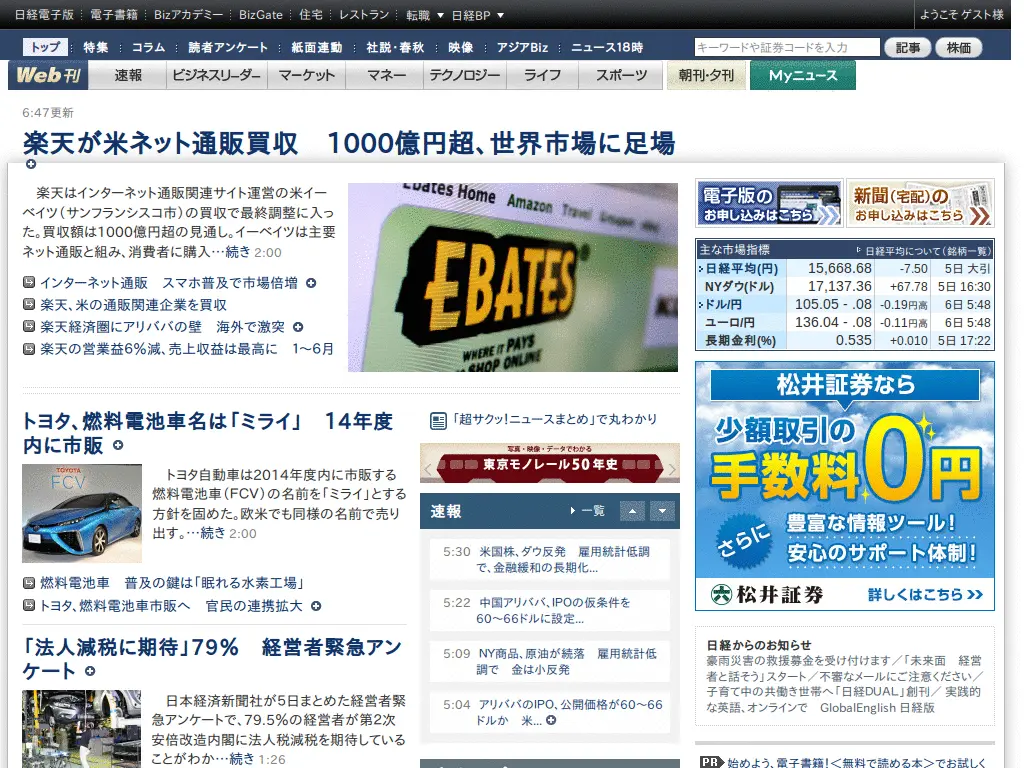 日経電子版 電子書籍 Bizアカデミー BizGate 住宅 レストラン 転職 日経BP ようこそ ゲスト様
トップ 特集 コラム 読者アンケート 紙面連動 社説・春秋 映像 アジアBiz ニュース18時 キーワードや証券コードを入力 記事 株価
Web刊 速報 ビジネスリーダー マーケット マネー テクノロジー ライフ スポーツ 朝刊・夕刊 Myニュース
6:47更新
楽天が米ネット通販買収 1000億円超、世界市場に足場
楽天はインターネット通販関連サイト運営の米イー
ベイツ(サンフランシスコ市)の買収で最終調整に入っ
た。買収額は1000億円超の見通し。イーベイツは主要
ネット通販と組み、消費者に購入…続き 2:00
インターネット通販 スマホ普及で市場倍増
楽天、米の通販関連企業を買収
楽天経済圏にアリババの壁 海外で激突
楽天の営業益6%減、売上収益は最高に 1〜6月
Ebates Home Amazon Travel
EBATES
WHERE IT PAYS
TO SHOP ONLINE
トヨタ、燃料電池車名は「ミライ」 14年度
内に市販
TOYOTA
FCV
トヨタ自動車は2014年度内に市販する
燃料電池車(FCV)の名前を「ミライ」とする
方針を固めた。欧米でも同様の名前で売り
出す。…続き 2:00
燃料電池車 普及の鍵は「眠れる水素工場」
トヨタ、燃料電池車市販へ 官民の連携拡大
「法人減税に期待」79% 経営者緊急アン
ケート
日本経済新聞社が5日まとめた経営者緊
急アンケートで、79.5%の経営者が第2次
安倍改造内閣に法人税減税を期待している
ことがわか…続き 1:26
「超サクッ!ニュースまとめ」で丸わかり
写真・映像・データでわかる
東京モノレール50年史
速報 一覧
5:30 米国株、ダウ反発 雇用統計低調
で、金融緩和の長期化...
5:22 中国アリババ、IPOの仮条件を
60〜66ドルに設定...
5:09 NY商品、原油が続落 雇用統計低
調で 金は小反発
5:04 アリババのIPO、公開価格が60〜66
ドルか 米...
電子版の
お申し込みはこちら
新聞(宅配)の
お申し込みはこちら
主な市場指標 日経平均について(銘柄一覧)
日経平均(円) 15,668.68 -7.50 5日 大引
NYダウ(ドル) 17,137.36 +67.78 5日 16:30
ドル/円 105.05 - .08 -0.19円高 6日 5:48
ユーロ/円 136.04 - .08 -0.11円高 6日 5:48
長期金利(%) 0.535 +0.010 5日 17:22
松井証券なら
少額取引の
手数料0円
さらに
豊富な情報ツール!
安心のサポート体制!
松井証券 詳しくはこちら
日経からのお知らせ
豪雨災害の救援募金を受け付けます/「未来面 経営
者と話そう」スタート/不審なメールにご注意ください/
子育て中の共働き世帯へ「日経DUAL」創刊/ 実践的
な英語、オンラインで GlobalEnglish 日経版
PR 始めよう、電子書籍!<無料で読める本>でお試しく